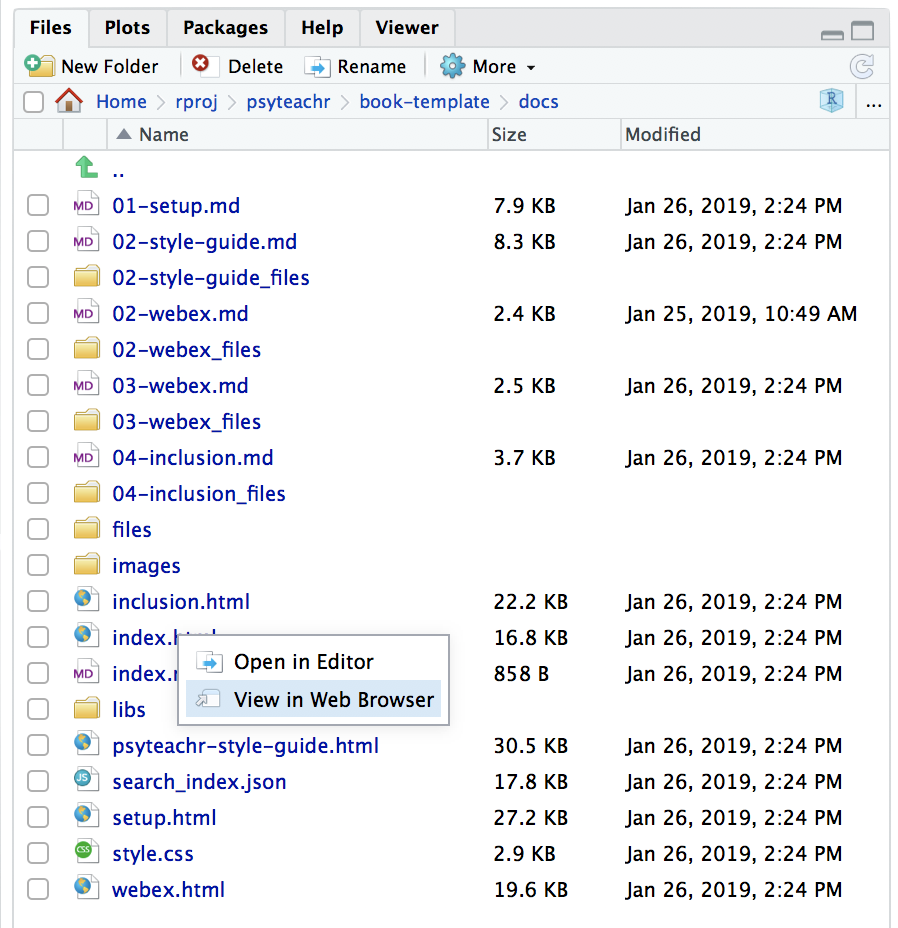 Files Plots Packages Help Viewer
New Folder Delete Rename More
Home rproj psyteachr book-template docs R ...
Name Size Modified
..
MD 01-setup.md 7.9 KB Jan 26, 2019, 2:24 PM
MD 02-style-guide.md 8.3 KB Jan 26, 2019, 2:24 PM
02-style-guide_files
MD 02-webex.md 2.4 KB Jan 25, 2019, 10:49 AM
02-webex_files
MD 03-webex.md 2.5 KB Jan 26, 2019, 2:24 PM
03-webex_files
MD 04-inclusion.md 3.7 KB Jan 26, 2019, 2:24 PM
04-inclusion_files
files
images
inclusion.html 22.2 KB Jan 26, 2019, 2:24 PM
index.html 16.8 KB Jan 26, 2019, 2:24 PM
Open in Editor
MD index. 858 B Jan 26, 2019, 2:24 PM
View in Web Browser
libs
psyteachr-style-guide.html 30.5 KB Jan 26, 2019, 2:24 PM
JS search_index.json 17.8 KB Jan 26, 2019, 2:24 PM
setup.html 27.2 KB Jan 26, 2019, 2:24 PM
CSS style.css 2.9 KB Jan 26, 2019, 2:24 PM
webex.html 19.6 KB Jan 26, 2019, 2:24 PM